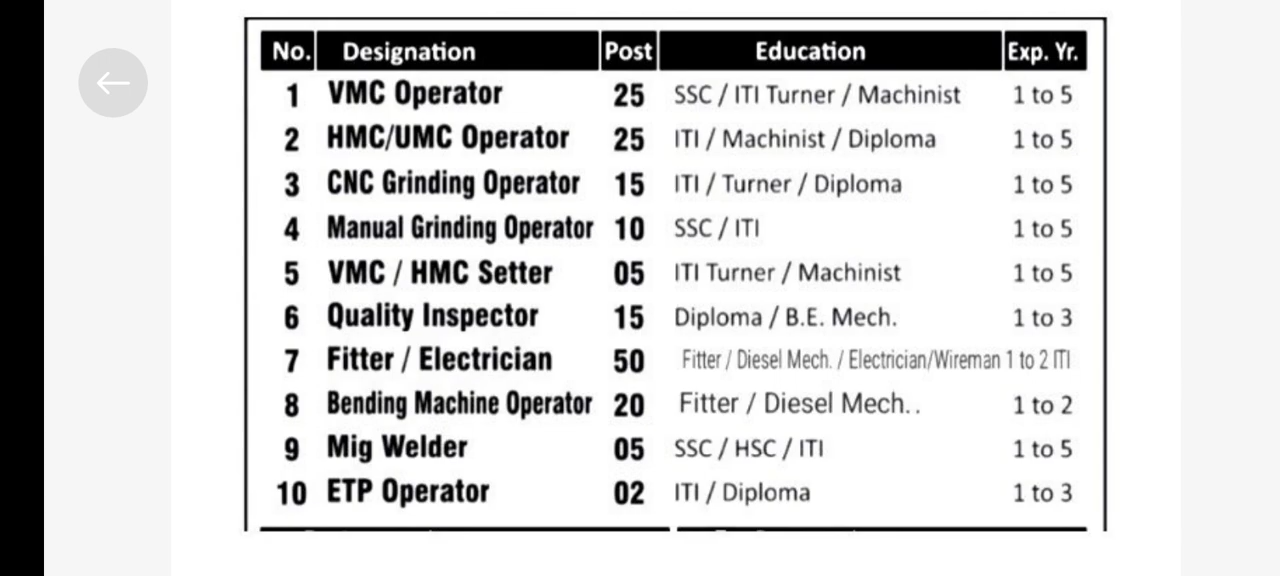 No. Designation Post Education Exp. Yr.
1 VMC Operator 25 SSC / ITI Turner / Machinist 1 to 5
2 HMC/UMC Operator 25 ITI / Machinist / Diploma 1 to 5
3 CNC Grinding Operator 15 ITI / Turner / Diploma 1 to 5
4 Manual Grinding Operator 10 SSC / ITI 1 to 5
5 VMC / HMC Setter 05 ITI Turner / Machinist 1 to 5
6 Quality Inspector 15 Diploma / B.E. Mech. 1 to 3
7 Fitter / Electrician 50 Fitter / Diesel Mech. / Electrician/Wireman 1 to 2 ITI
8 Bending Machine Operator 20 Fitter / Diesel Mech.. 1 to 2
9 Mig Welder 05 SSC / HSC / ITI 1 to 5
10 ETP Operator 02 ITI / Diploma 1 to 3